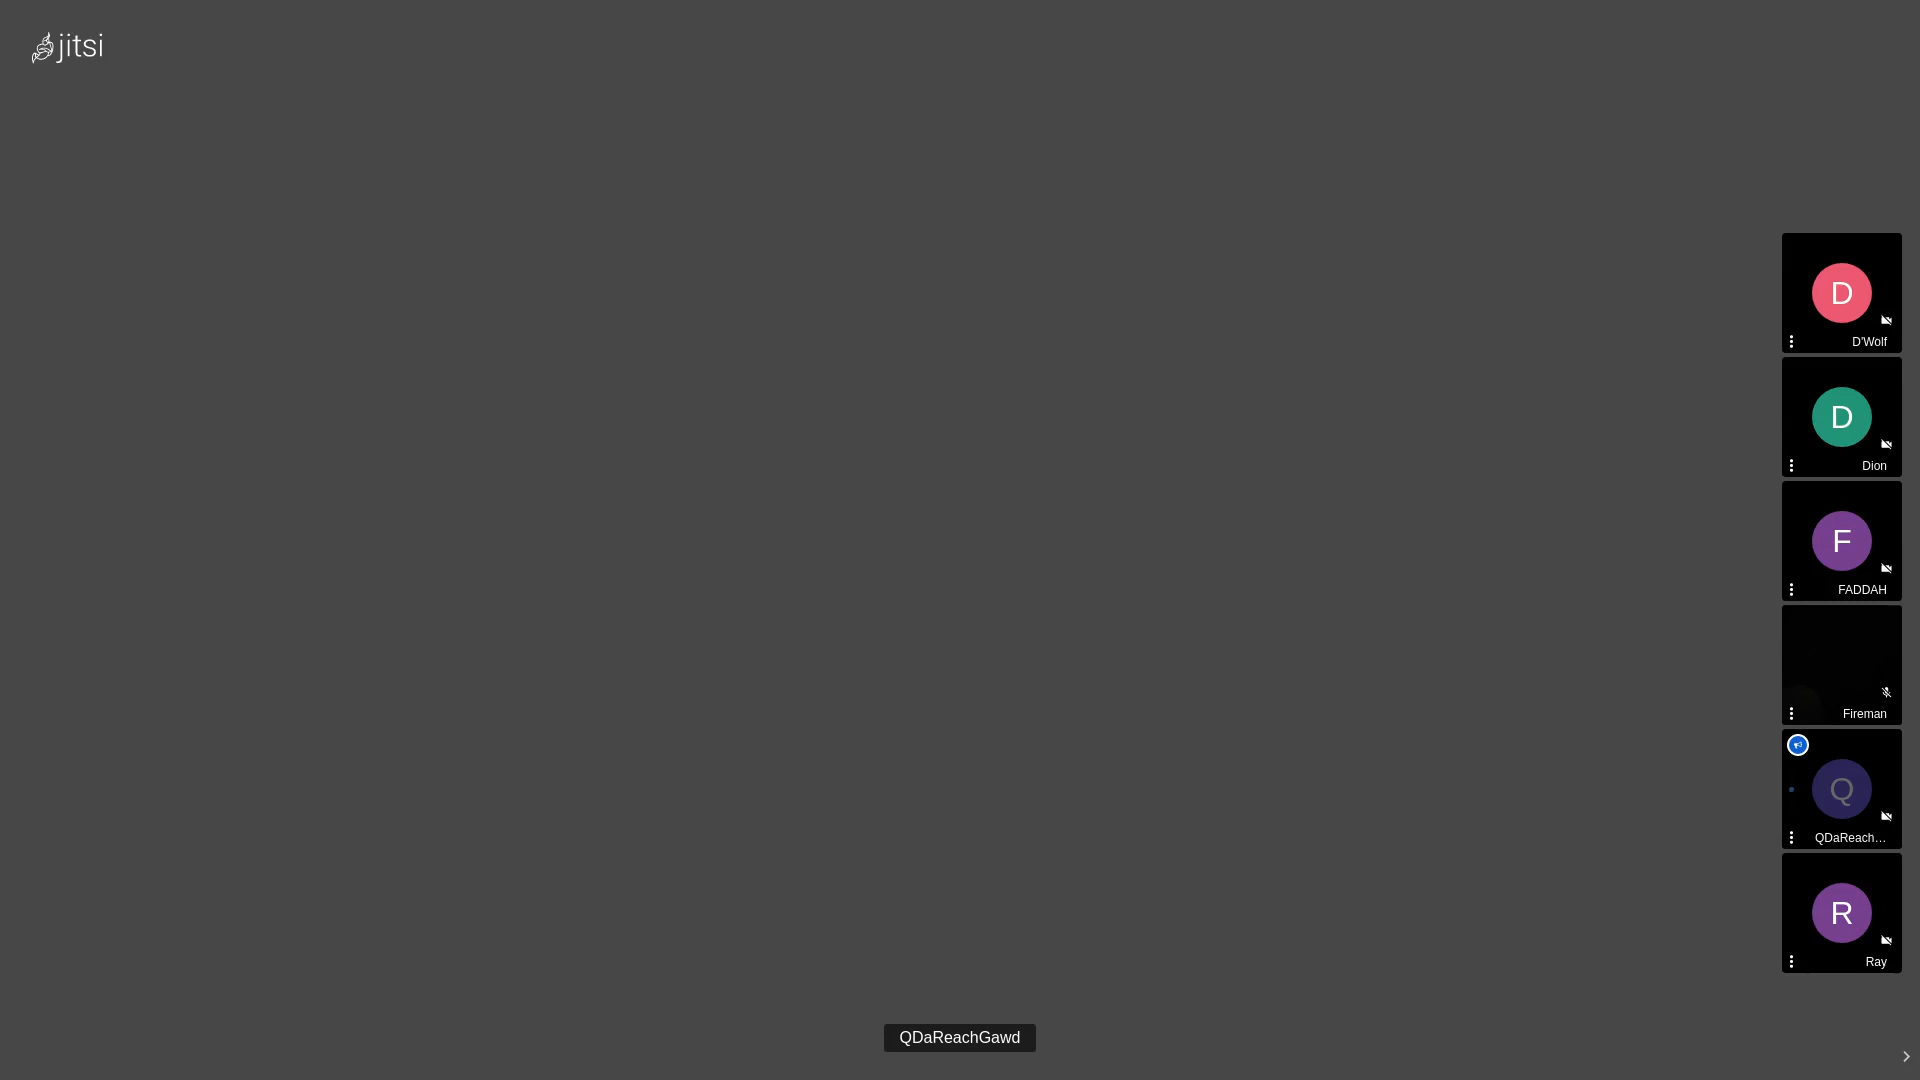 jitsi
D
D'Wolf
D
Dion
F
FADDAH
Fireman
Q
QDaReach…
R
Ray
QDaReachGawd